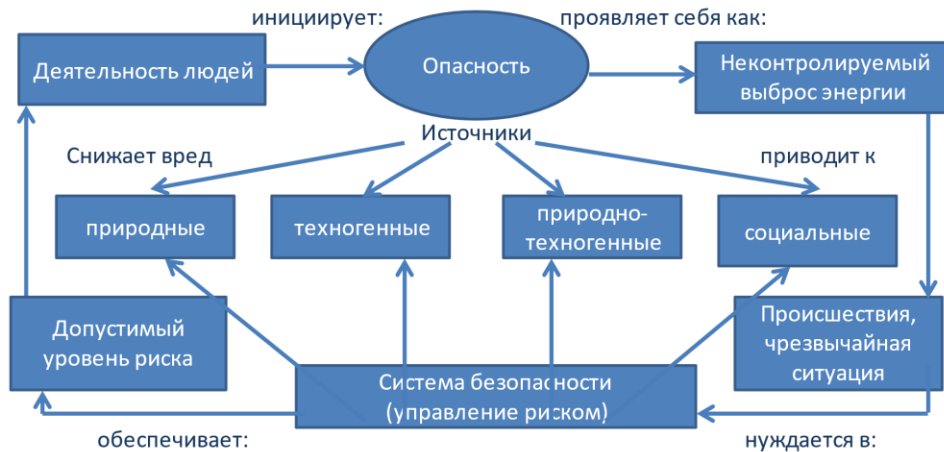 инициирует:
проявляет себя как:
Деятельность людей
Опасность
Неконтролируемый
выброс энергии
Источники
Снижает вред
приводит к
природные
техногенные
природно-
техногенные
социальные
Допустимый
уровень риска
Происшествия,
чрезвычайная
ситуация
Система безопасности
(управление риском)
обеспечивает:
нуждается в: